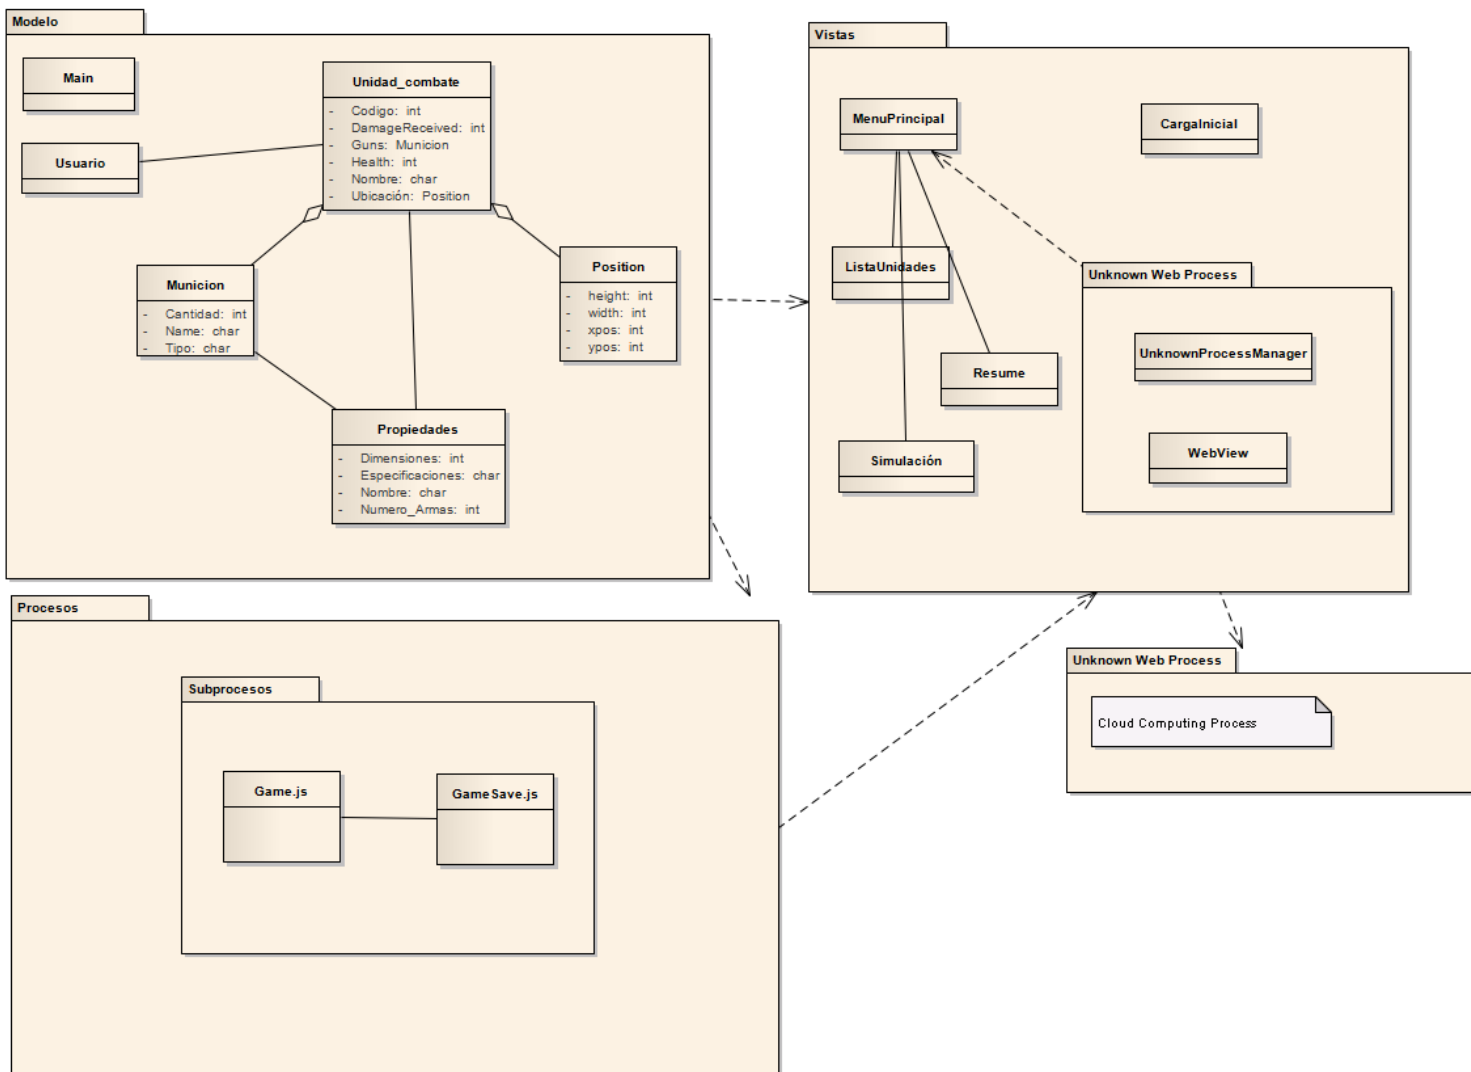 Modelo
Main
Usuario
Unidad_combate
- Codigo: int
- DamageReceived: int
- Guns: Municion
- Health: int
- Nombre: char
- Ubicación: Position
Municion
- Cantidad: int
- Name: char
- Tipo: char
Position
- height: int
- width: int
- xpos: int
- ypos: int
Propiedades
- Dimensiones: int
- Especificaciones: char
- Nombre: char
- Numero_Armas: int
Vistas
MenuPrincipal
CargaInicial
ListaUnidades
Resume
Simulación
Unknown Web Process
UnknownProcessManager
WebView
Procesos
Subprocesos
Game.js
GameSave.js
Unknown Web Process
Cloud Computing Process